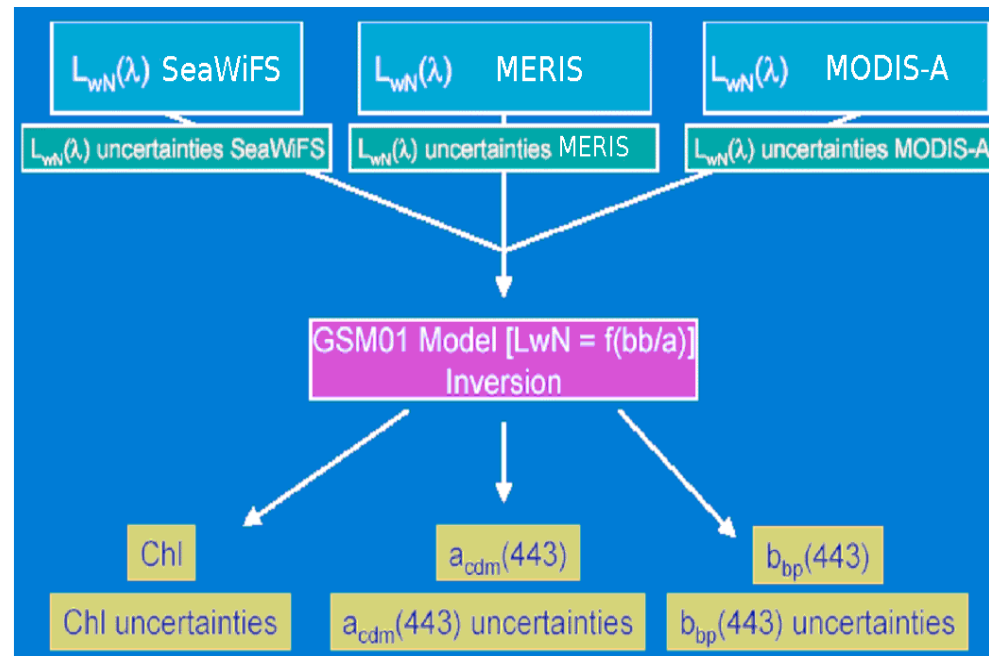 LwN(λ) SeaWiFS
LwN(λ) MERIS
LwN(λ) MODIS-A
LwN(λ) uncertainties SeaWiFS
LwN(λ) uncertainties MERIS
LwN(λ) uncertainties MODIS-A
GSM01 Model [LwN = f(bb/a)]
Inversion
Chl
acdm(443)
bbp(443)
Chl uncertainties
acdm(443) uncertainties
bbp(443) uncertainties